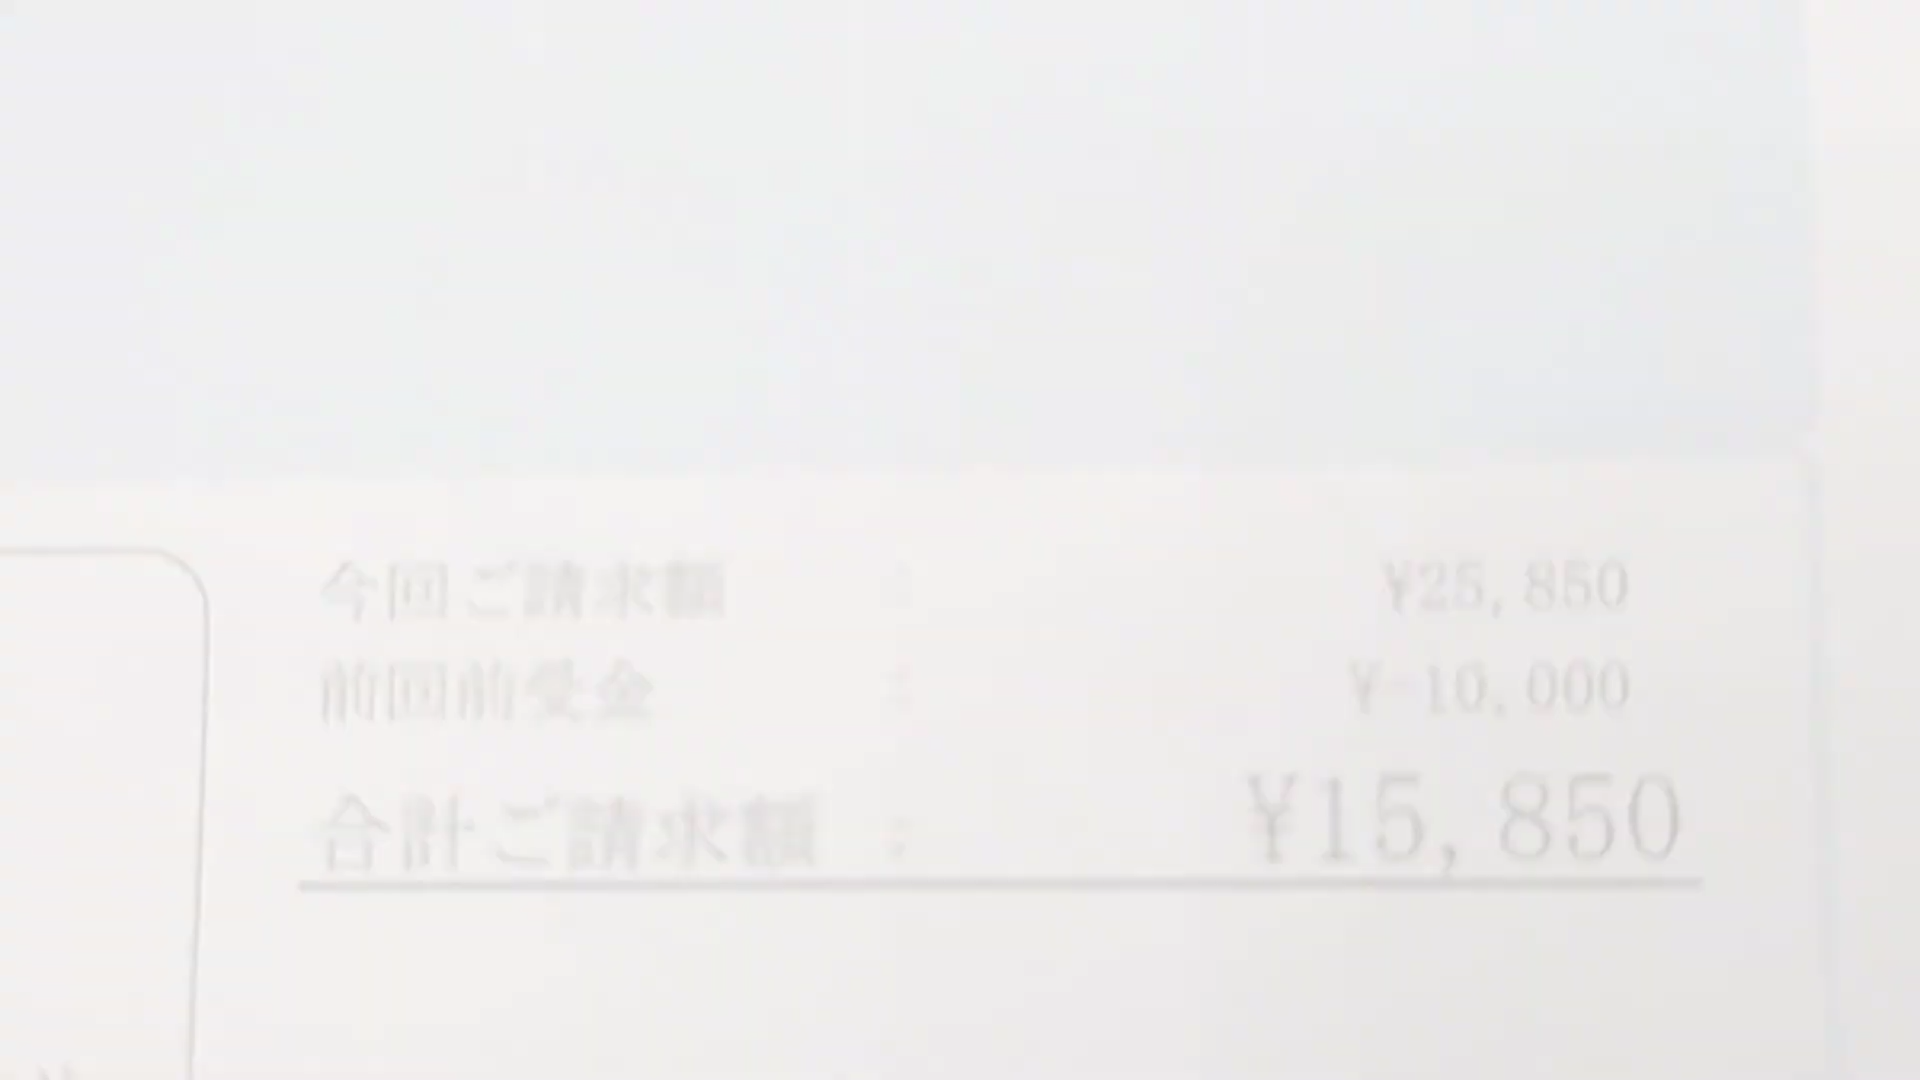 今回ご請求額 : ¥25,850
前回前受金 : ¥-10,000
合計ご請求額 : ¥15,850